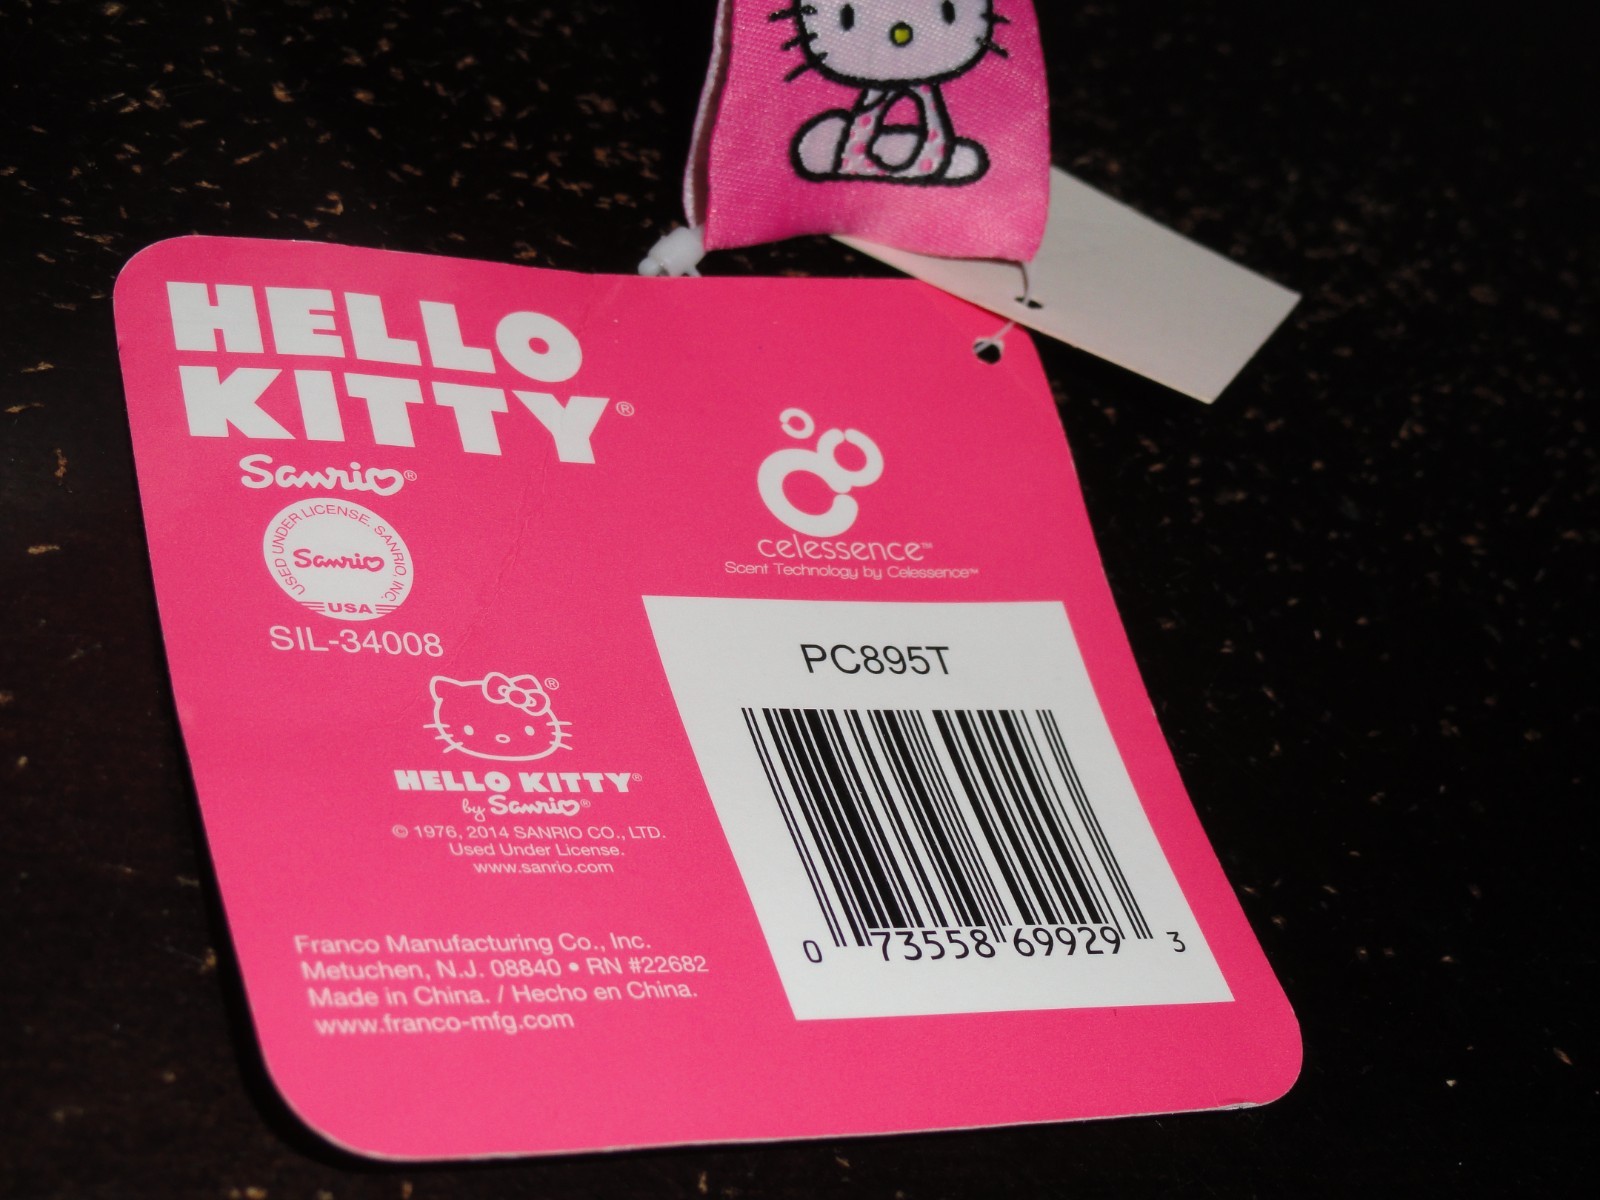 HELLO
KITTY®
Sanrio®
USED UNDER LICENSE. SANRIO, INC.
Sanrio
USA
SIL-34008
HELLO KITTY®
by Sanrio®
© 1976, 2014 SANRIO CO., LTD.
Used Under License.
www.sanrio.com
Franco Manufacturing Co., Inc.
Metuchen, N.J. 08840 • RN #22682
Made in China. / Hecho en China.
www.franco-mfg.com
celessence™
Scent Technology by Celessence™
PC895T
0 73558 69929 3